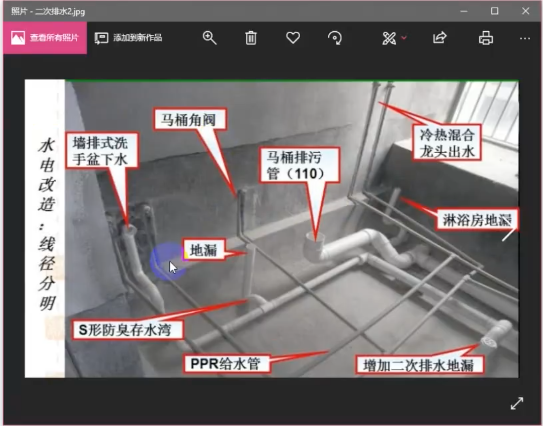 照片 - 二次排水2.jpg
查看所有照片
添加到新作品
水电改造：线径分明
墙排式洗
手盆下水
马桶角阀
马桶排污
管（110）
冷热混合
龙头出水
淋浴房地漏
地漏
S形防臭存水湾
PPR给水管
增加二次排水地漏